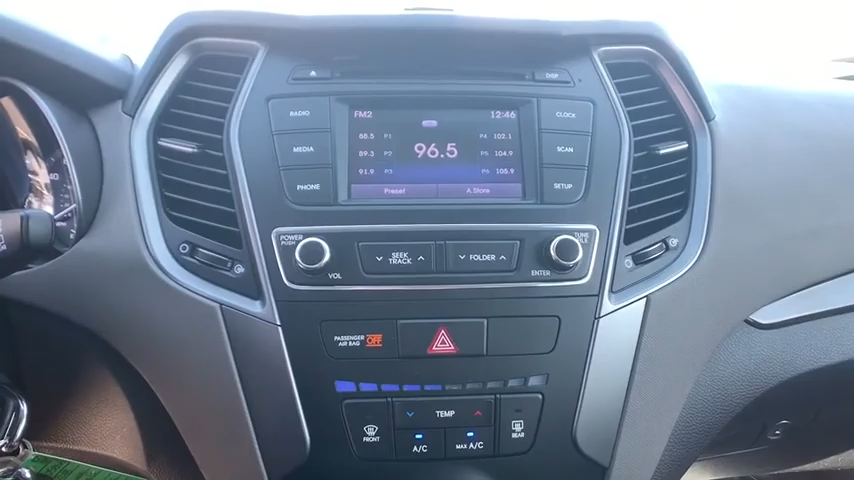 DISP
RADIO
MEDIA
PHONE
FM2 12:46
88.5 P1 P4 102.1
89.3 P2 96.5 P5 104.9
91.9 P3 P6 105.9
Preset A.Store
CLOCK
SCAN
SETUP
POWER
PUSH
VOL
SEEK
TRACK
FOLDER
TUNE
FILE
ENTER
PASSENGER
AIR BAG OFF
TEMP
FRONT
A/C
MAX A/C
REAR